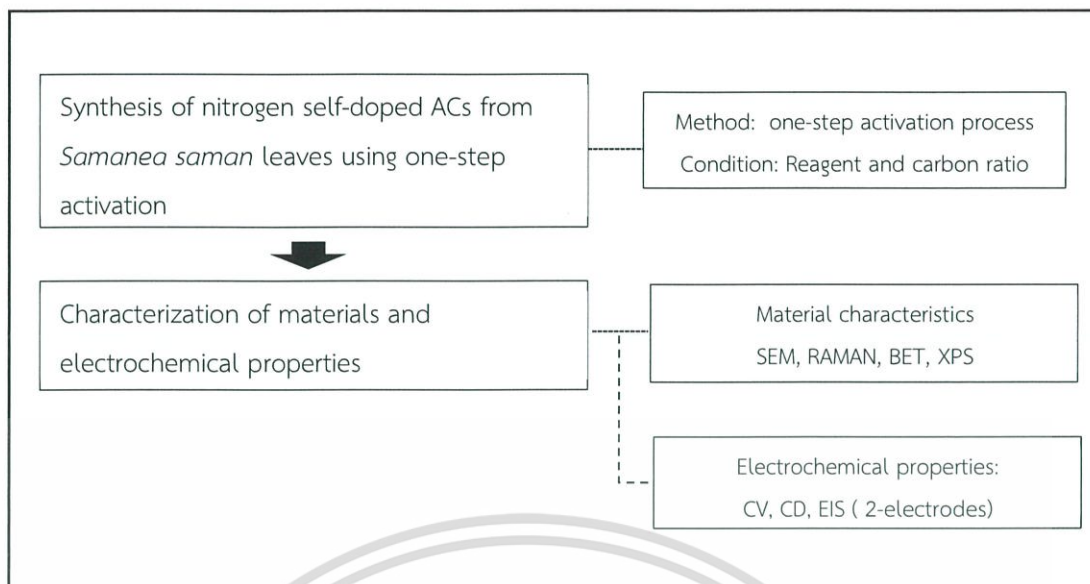 Synthesis of nitrogen self-doped ACs from
Samanea saman leaves using one-step
activation
Method: one-step activation process
Condition: Reagent and carbon ratio
Characterization of materials and
electrochemical properties
Material characteristics
SEM, RAMAN, BET, XPS
Electrochemical properties:
CV, CD, EIS ( 2-electrodes)